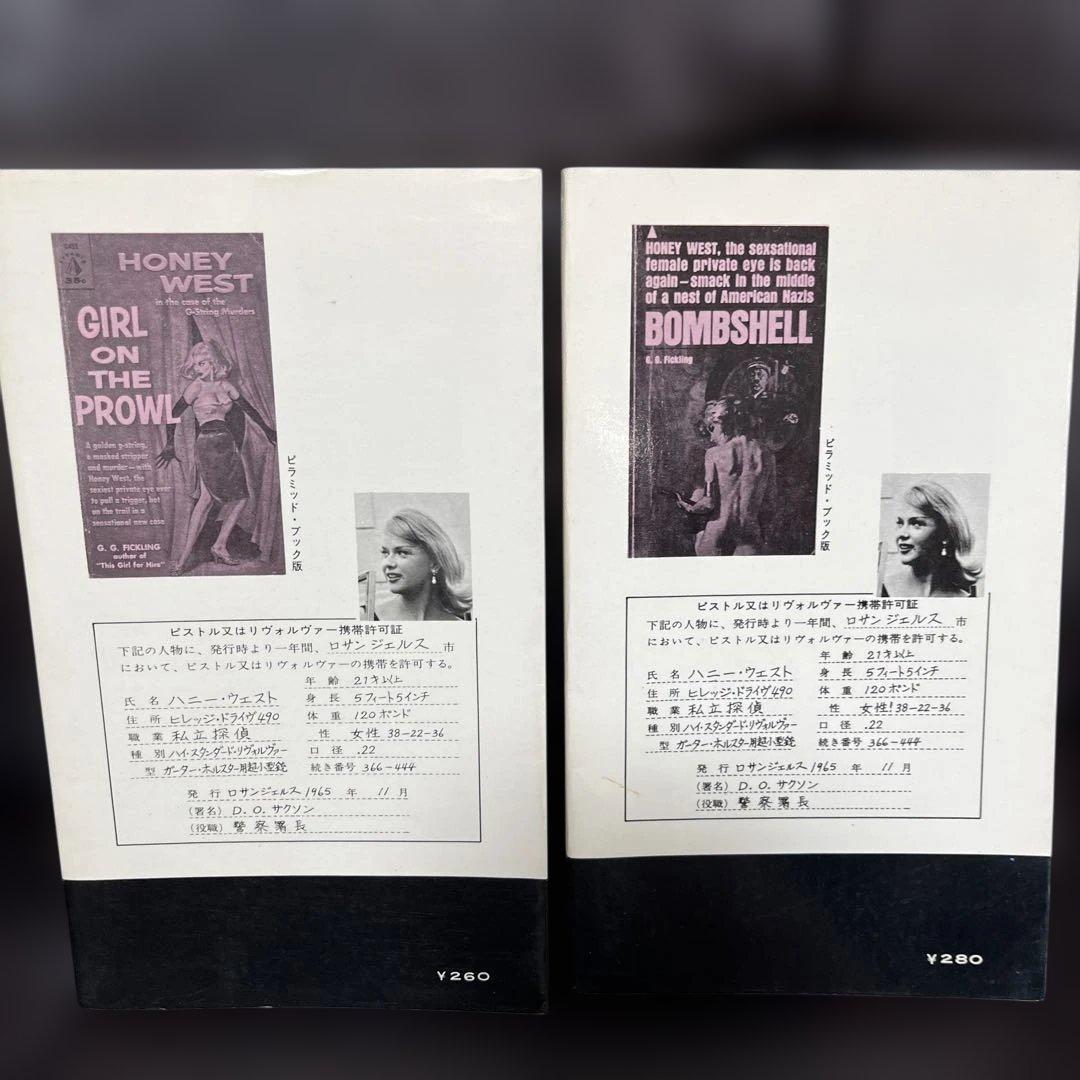 G451
35c
HONEY
WEST
in the case of the
G-String Murders
GIRL
ON
THE
PROWL
A golden g-string,
a masked stripper
and murder—with
Honey West, the
sexiest private eye ever
to pull a trigger, hot
on the trail in a
sensational new case
G. G. FICKLING
author of
"This Girl for Hire"
ピラミッド・ブック版
ピストル又はリヴォルヴァー携帯許可証
下記の人物に、発行時より一年間、ロサンジェルス市
において、ピストル又はリヴォルヴァーの携帯を許可する。
年齢 21才以上
氏名 ハニー・ウェスト 身長 5フィート5インチ
住所 ヒレッジ・ドライヴ490 体重 120ポンド
職業 私立探偵 性 女性 38-22-36
種別 ハイ・スタンダード・リヴォルヴァー 口径 .22
型 ガーター・ホルスター用超小型銃 続き番号 366-444
発行 ロサンジェルス 1965年 11月
(署名) D.O.サクソン
(役職) 警察署長
¥260
HONEY WEST, the sexsational
female private eye is back
again—smack in the middle
of a nest of American Nazis
BOMBSHELL
G. G. Fickling
ピラミッド・ブック版
ピストル又はリヴォルヴァー携帯許可証
下記の人物に、発行時より一年間、ロサンジェルス市
において、ピストル又はリヴォルヴァーの携帯を許可する。
年齢 21才以上
氏名 ハニー・ウェスト 身長 5フィート5インチ
住所 ヒレッジ・ドライヴ490 体重 120ポンド
職業 私立探偵 性 女性! 38-22-36
種別 ハイ・スタンダード・リヴォルヴァー 口径 .22
型 ガーター・ホルスター用超小型銃 続き番号 366-444
発行 ロサンジェルス 1965年 11月
(署名) D.O.サクソン
(役職) 警察署長
¥280